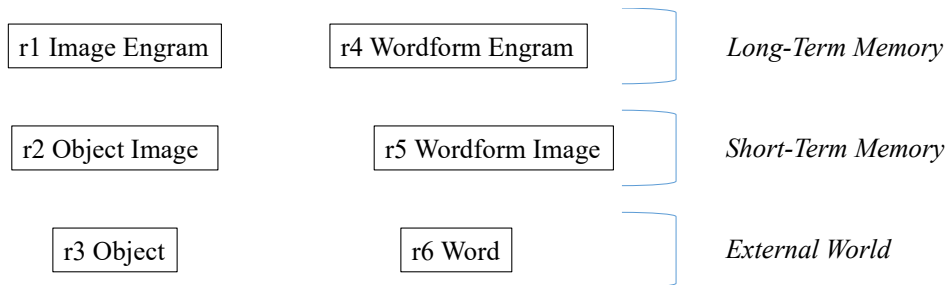 r1 Image Engram r4 Wordform Engram Long-Term Memory
r2 Object Image r5 Wordform Image Short-Term Memory
r3 Object r6 Word External World